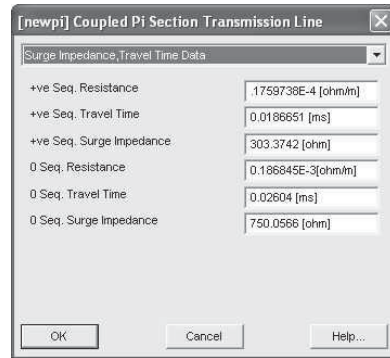 [newpi] Coupled Pi Section Transmission Line
Surge Impedance,Travel Time Data
+ve Seq. Resistance .1759738E-4 [ohm/m]
+ve Seq. Travel Time 0.0186651 [ms]
+ve Seq. Surge Impedance 303.3742 [ohm]
0 Seq. Resistance 0.186845E-3[ohm/m]
0 Seq. Travel Time 0.02604 [ms]
0 Seq. Surge Impedance 750.0566 [ohm]
OK Cancel Help...